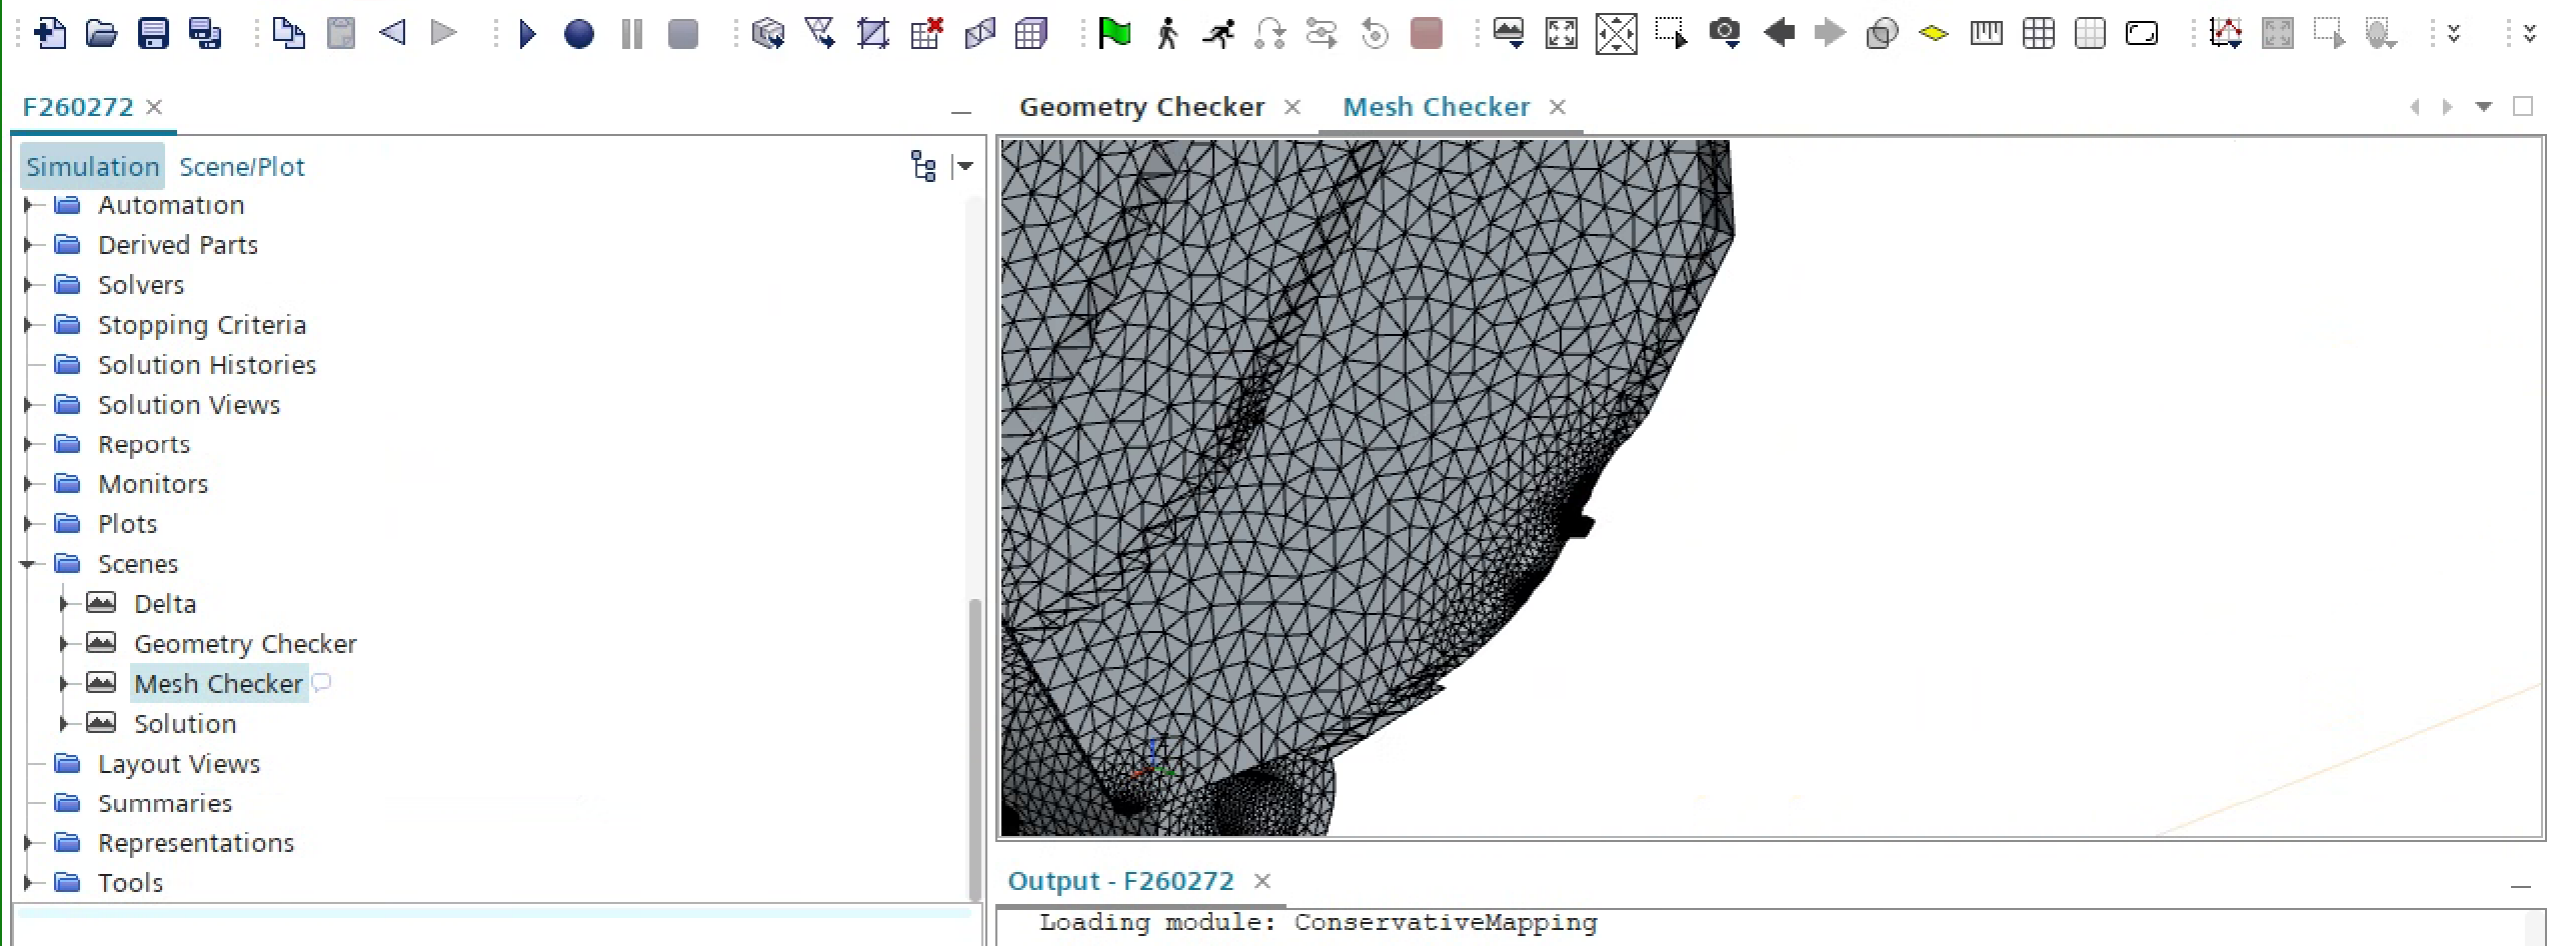 F260272
Geometry Checker
Mesh Checker
Simulation
Scene/Plot
Automation
Derived Parts
Solvers
Stopping Criteria
Solution Histories
Solution Views
Reports
Monitors
Plots
Scenes
Delta
Geometry Checker
Mesh Checker
Solution
Layout Views
Summaries
Representations
Tools
Output - F260272
Loading module: ConservativeMapping